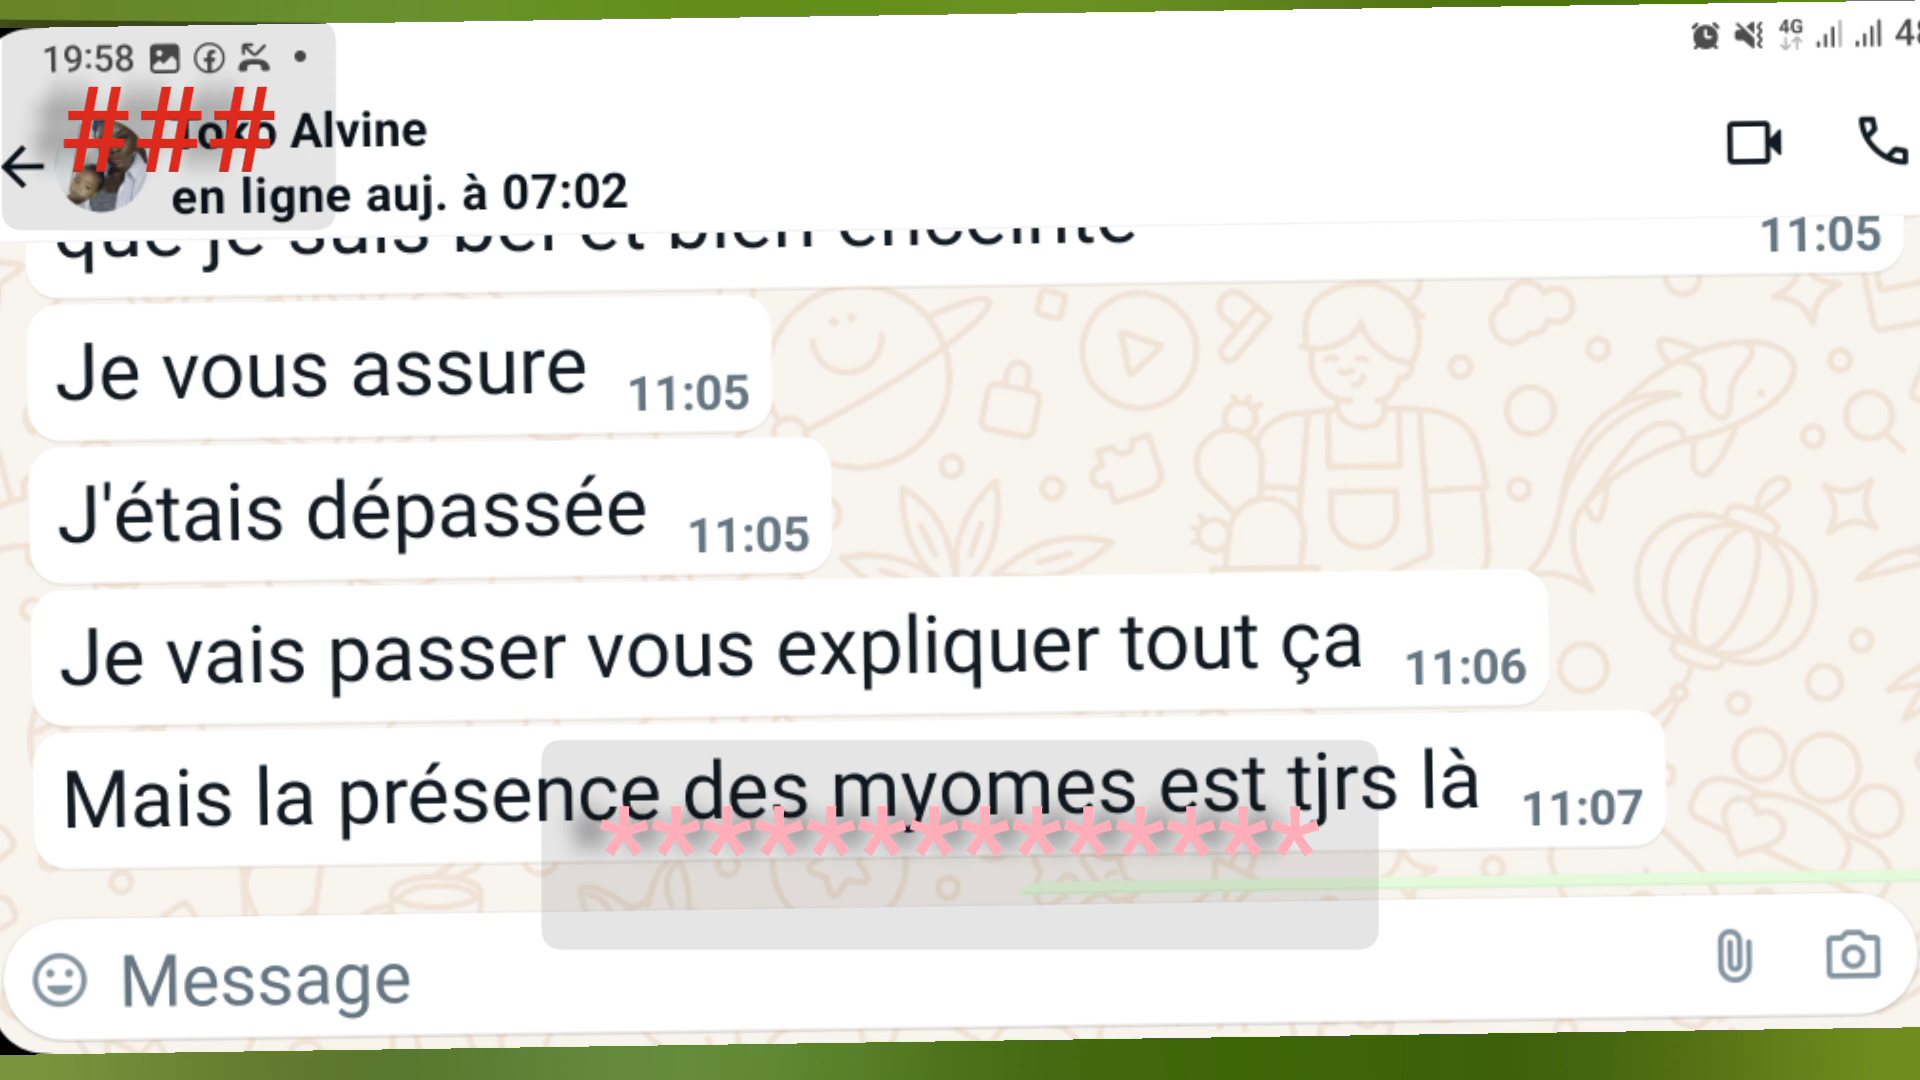 19:58
4G
###
Alvine
en ligne auj. à 07:02
que je suis bel et bien enceinte 11:05
Je vous assure 11:05
J'étais dépassée 11:05
Je vais passer vous expliquer tout ça 11:06
Mais la présence des myomes est tjrs là 11:07
**************
Message